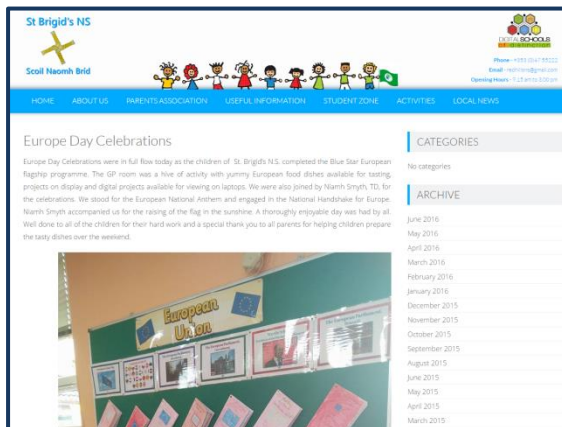 St Brigid's NS
Scoil Naomh Bríd
DIGITAL SCHOOLS
of distinction
Phone
Email
Opening Hours
HOME ABOUT US PARENTS ASSOCIATION USEFUL INFORMATION STUDENT ZONE ACTIVITIES LOCAL NEWS
Europe Day Celebrations
Europe Day Celebrations were in full flow today as the children of St. Brigid's N.S. completed the Blue Star European
flagship programme. The GP room was a hive of activity with yummy European food dishes available for tasting,
projects on display and digital projects available for viewing on laptops. We were also joined by Niamh Smyth, TD, for
the celebrations. We stood for the European National Anthem and engaged in the National Handshake for Europe.
Niamh Smyth accompanied us for the raising of the flag in the sunshine. A thoroughly enjoyable day was had by all.
Well done to all of the children for their hard work and a special thank you to all parents for helping children prepare
the tasty dishes over the weekend.
European
Union
CATEGORIES
No categories
ARCHIVE
June 2016
May 2016
April 2016
March 2016
February 2016
January 2016
December 2015
November 2015
October 2015
September 2015
August 2015
June 2015
May 2015
April 2015
March 2015